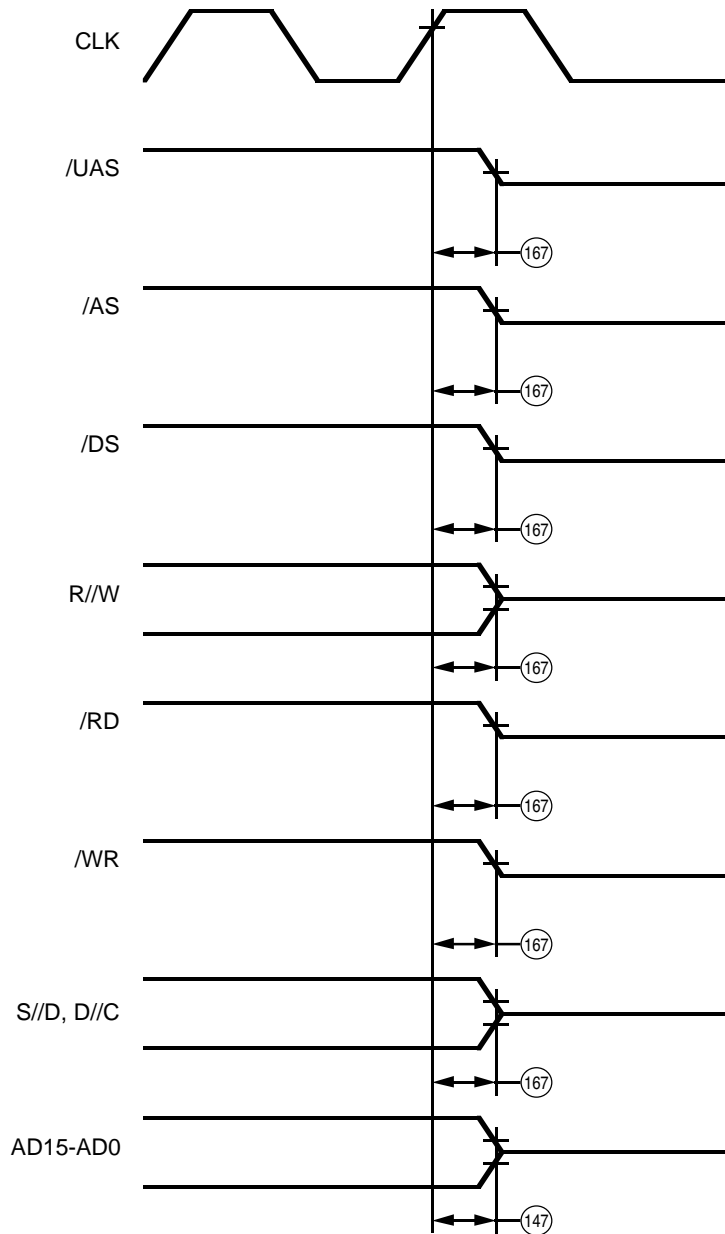 CLK
/UAS
167
/AS
167
/DS
167
R//W
167
/RD
167
/WR
167
S//D, D//C
167
AD15-AD0
147